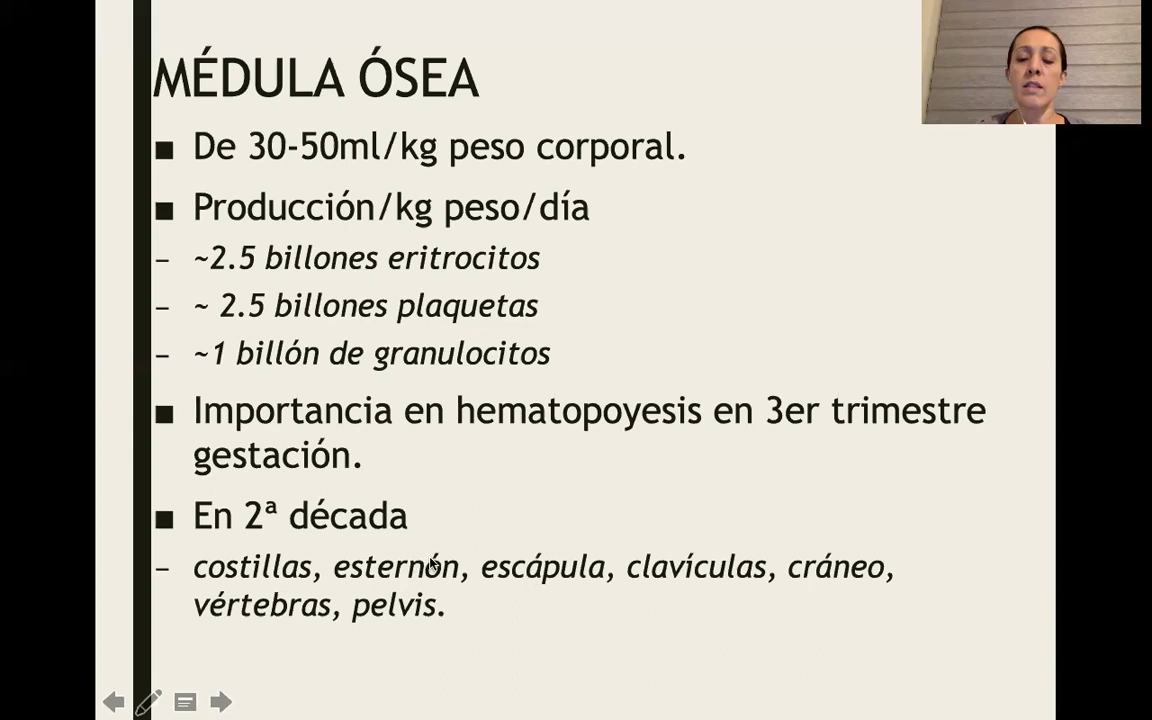 MÉDULA ÓSEA
■ De 30-50ml/kg peso corporal.
■ Producción/kg peso/día
– ~2.5 billones eritrocitos
– ~ 2.5 billones plaquetas
– ~1 billón de granulocitos
■ Importancia en hematopoyesis en 3er trimestre
gestación.
■ En 2ª década
– costillas, esternón, escápula, clavículas, cráneo,
vértebras, pelvis.